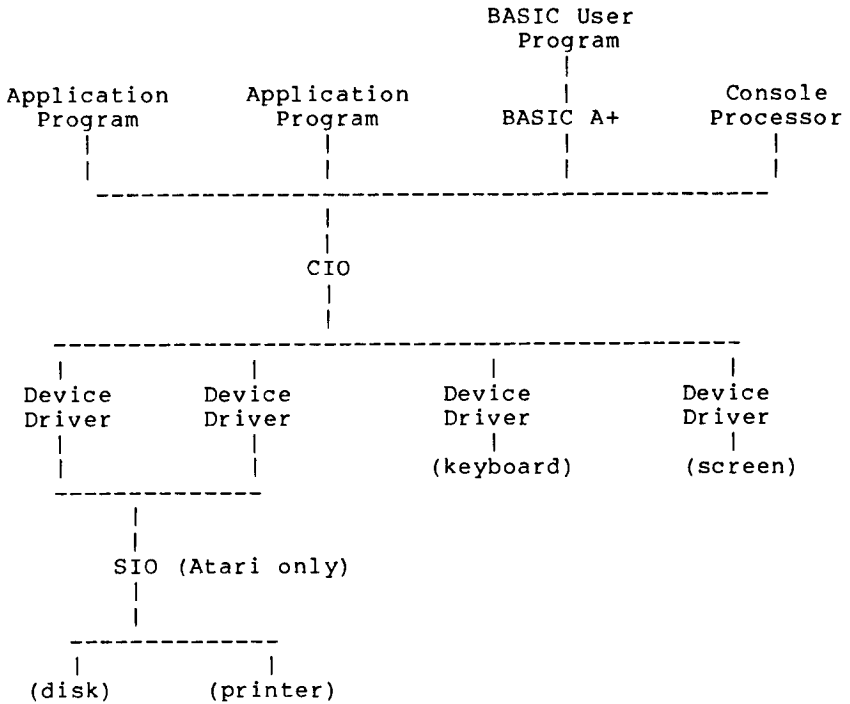 BASIC User
Program
Application Application BASIC A+ Console
Program Program Processor
CIO
Device Device Device Device
Driver Driver Driver Driver
(keyboard) (screen)
SIO (Atari only)
(disk) (printer)